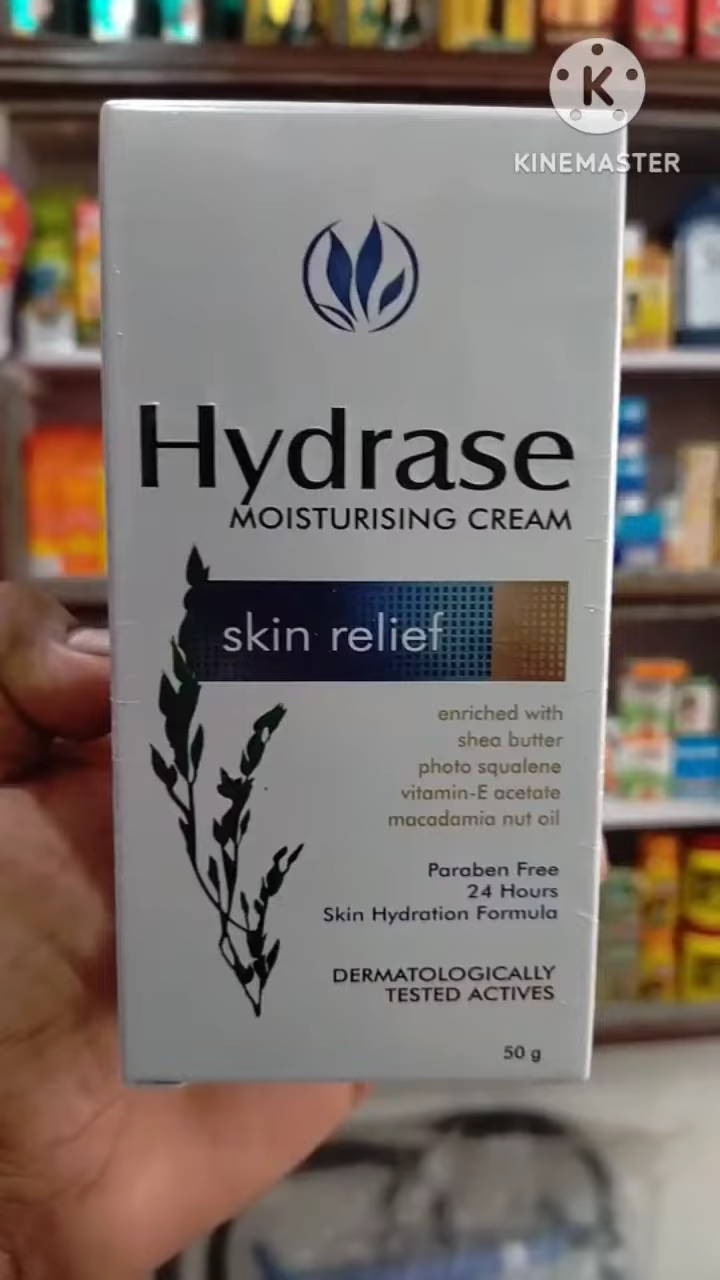 K
KINEMASTER
Hydrase
MOISTURISING CREAM
skin relief
enriched with
shea butter
photo squalene
vitamin-E acetate
macadamia nut oil
Paraben Free
24 Hours
Skin Hydration Formula
DERMATOLOGICALLY
TESTED ACTIVES
50 g